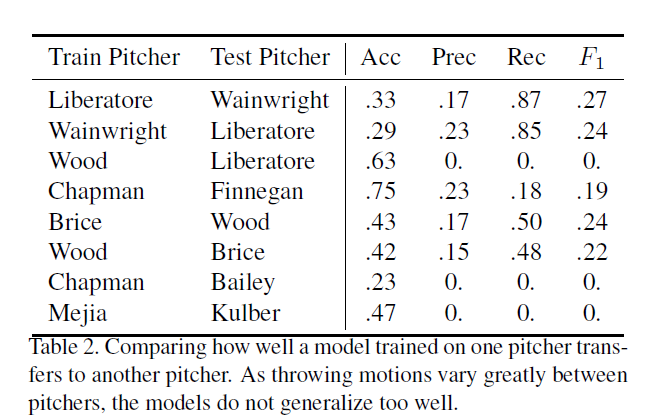 Train Pitcher Test Pitcher Acc Prec Rec F1
Liberatore Wainwright .33 .17 .87 .27
Wainwright Liberatore .29 .23 .85 .24
Wood Liberatore .63 0. 0. 0.
Chapman Finnegan .75 .23 .18 .19
Brice Wood .43 .17 .50 .24
Wood Brice .42 .15 .48 .22
Chapman Bailey .23 0. 0. 0.
Mejia Kulber .47 0. 0. 0.
Table 2. Comparing how well a model trained on one pitcher trans-
fers to another pitcher. As throwing motions vary greatly between
pitchers, the models do not generalize too well.